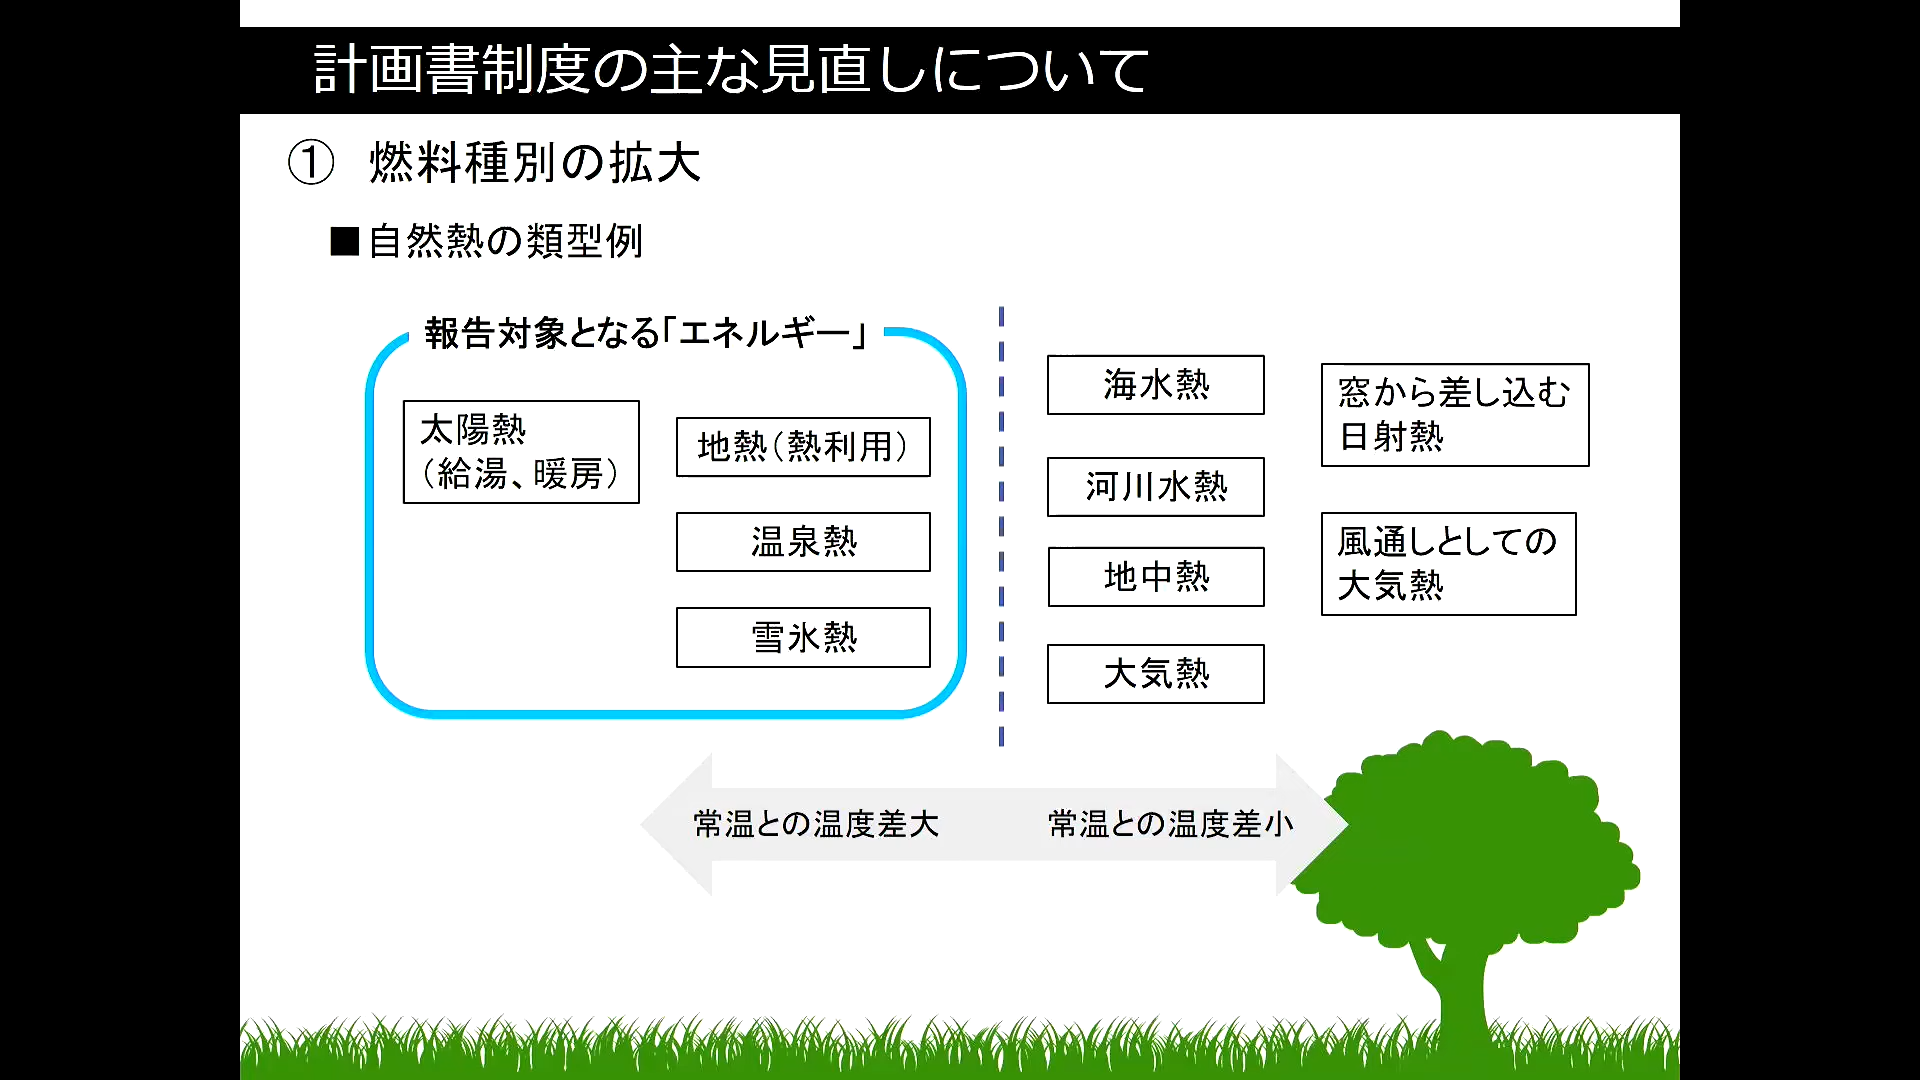 計画書制度の主な見直しについて
① 燃料種別の拡大
■自然熱の類型例
報告対象となる「エネルギー」
太陽熱
（給湯、暖房）
地熱（熱利用）
温泉熱
雪氷熱
海水熱
河川水熱
地中熱
大気熱
窓から差し込む
日射熱
風通しとしての
大気熱
常温との温度差大
常温との温度差小